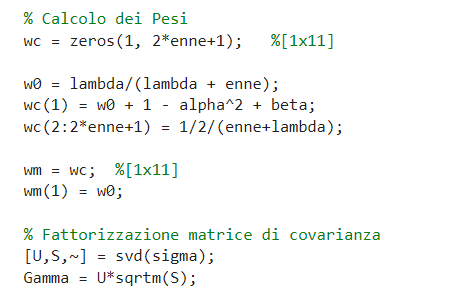 % Calcolo dei Pesi
wc = zeros(1, 2*enne+1);   %[1x11]
w0 = lambda/(lambda + enne);
wc(1) = w0 + 1 - alpha^2 + beta;
wc(2:2*enne+1) = 1/2/(enne+lambda);
wm = wc;  %[1x11]
wm(1) = w0;
% Fattorizzazione matrice di covarianza
[U,S,~] = svd(sigma);
Gamma = U*sqrtm(S);